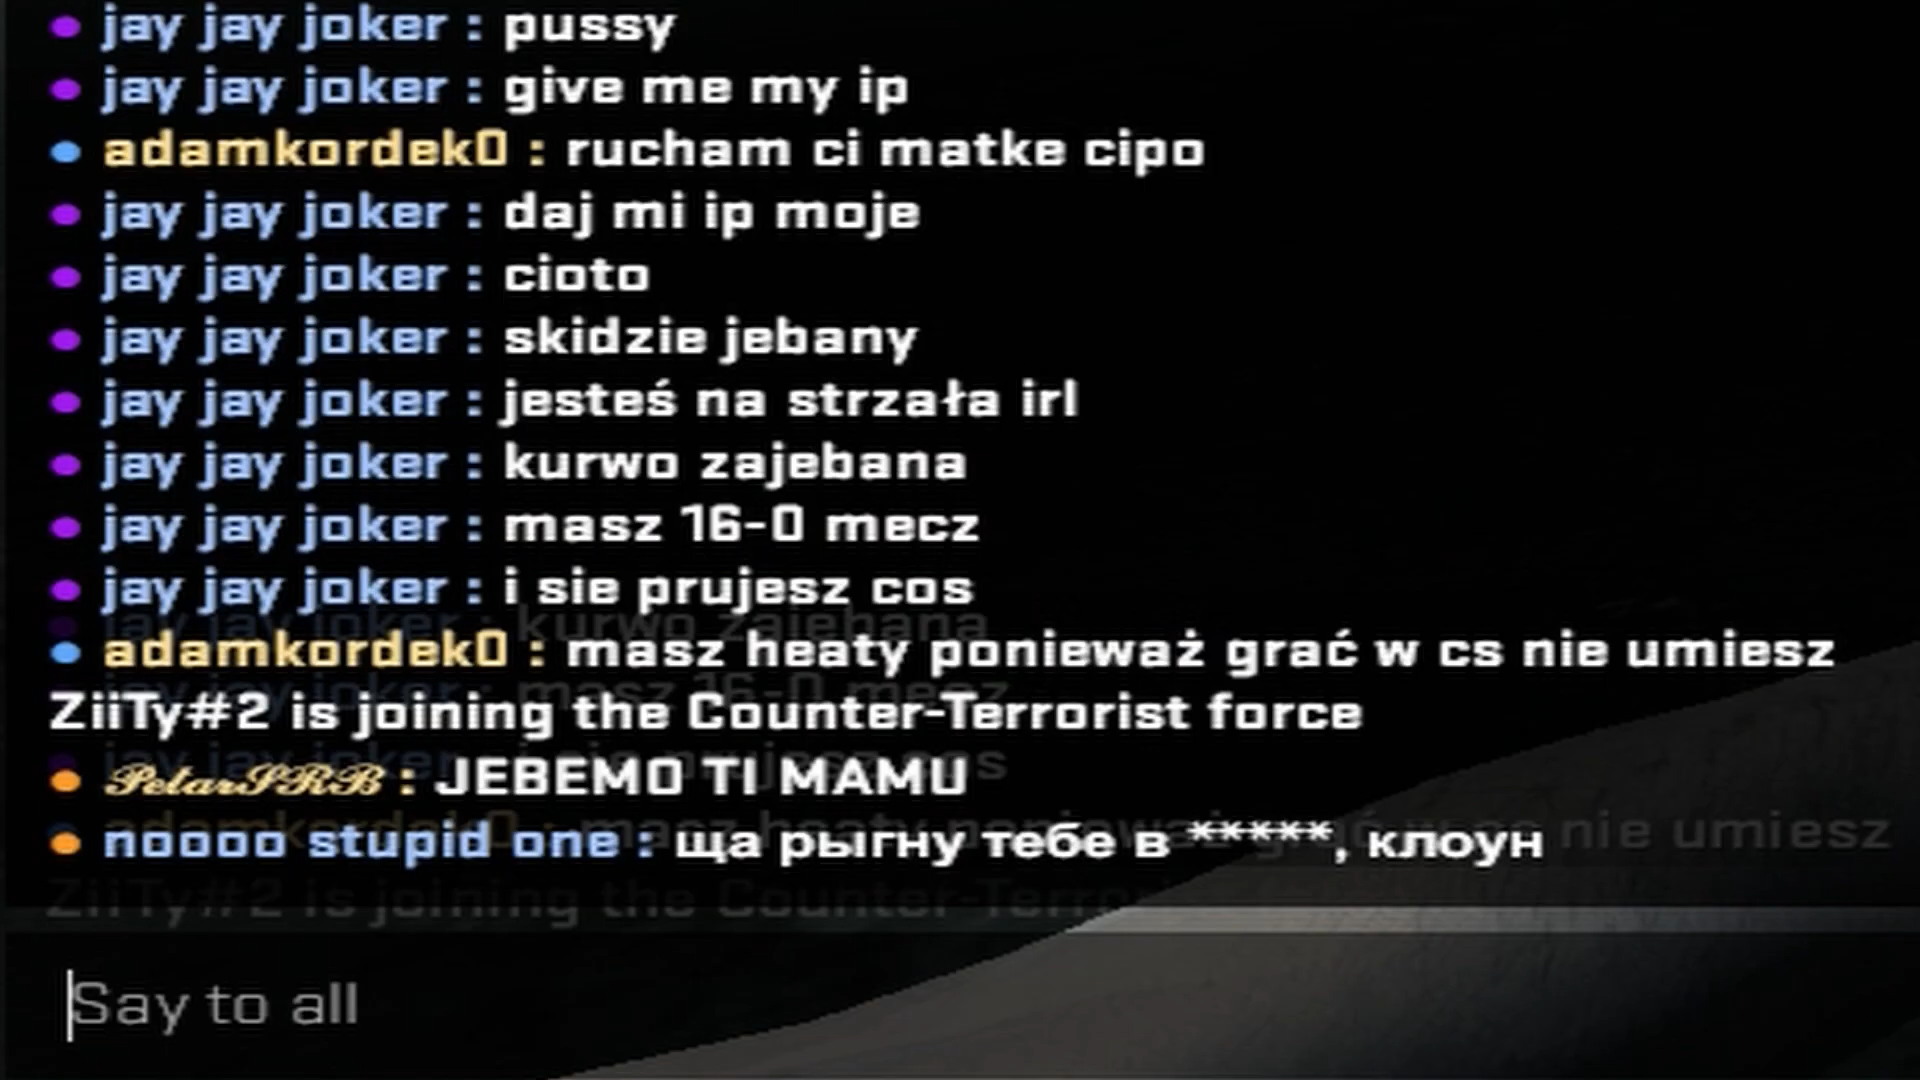 jay jay joker : pussy
jay jay joker : give me my ip
adamkordek0 : rucham ci matke cipo
jay jay joker : daj mi ip moje
jay jay joker : cioto
jay jay joker : skidzie jebany
jay jay joker : jesteś na strzała irl
jay jay joker : kurwo zajebana
jay jay joker : masz 16-0 mecz
jay jay joker : i sie prujesz cos
adamkordek0 : masz heaty ponieważ grać w cs nie umiesz
ZiiTy#2 is joining the Counter-Terrorist force
PetarSRB : JEBEMO TI MAMU
noooo stupid one : ща рыгну тебе в *****, клоун
Say to all